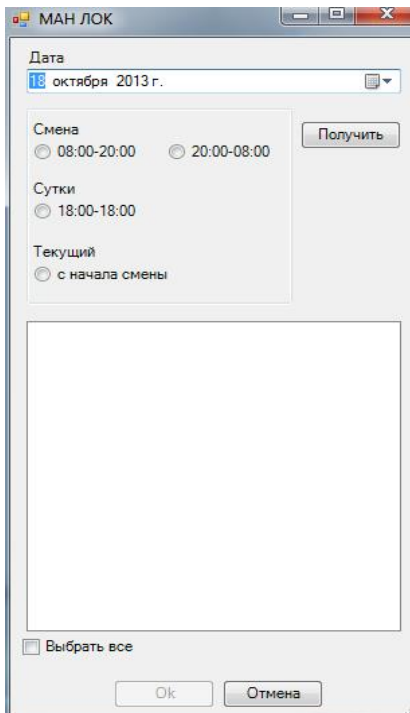 МАН ЛОК
Дата
18 октября 2013 г.
Смена
08:00-20:00 20:00-08:00
Получить
Сутки
18:00-18:00
Текущий
с начала смены
Выбрать все
Ok Отмена